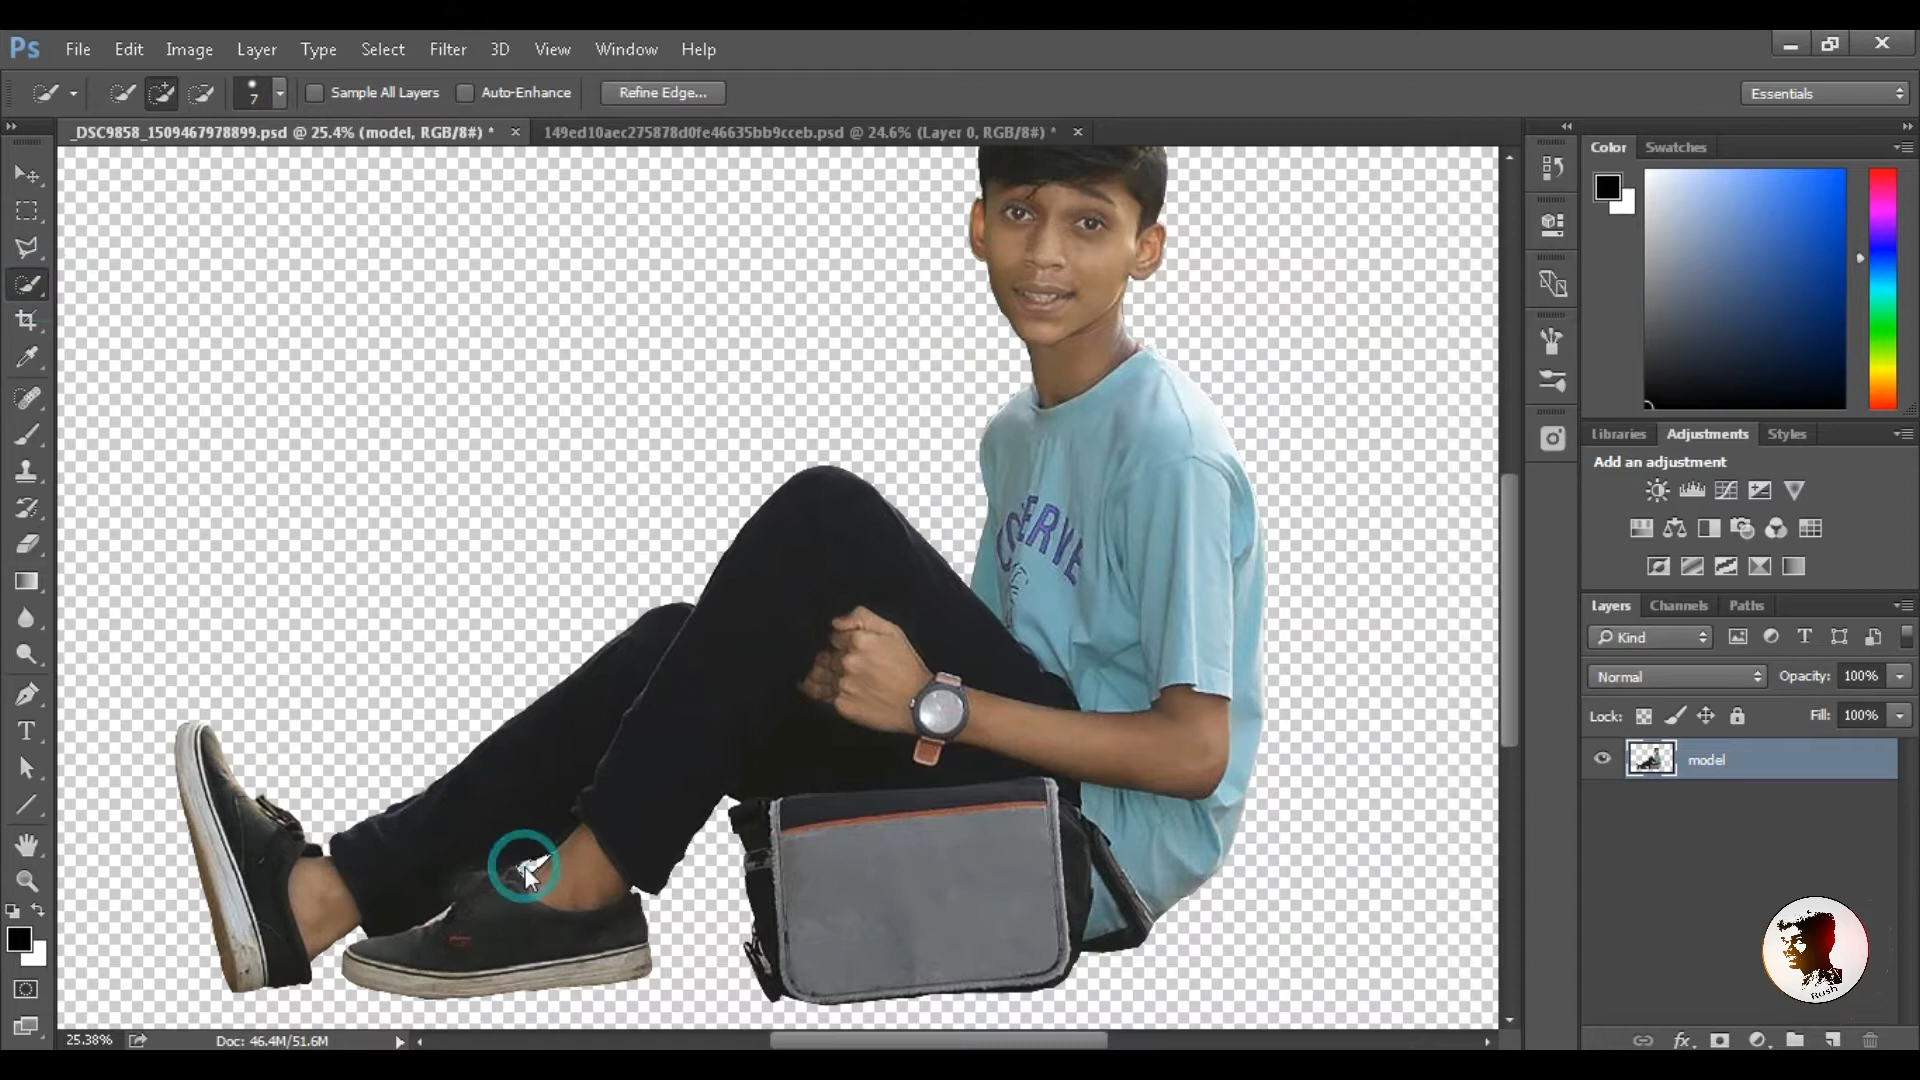 Ps File Edit Image Layer Type Select Filter 3D View Window Help
7 Sample All Layers Auto-Enhance Refine Edge... Essentials
_DSC9858_1509467978899.psd @ 25.4% (model, RGB/8#) * × 149ed10aec275878d0fe46635bb9cceb.psd @ 24.6% (Layer 0, RGB/8#) * ×
Color Swatches
Libraries Adjustments Styles
Add an adjustment
Layers Channels Paths
Kind
Normal Opacity: 100%
Lock: Fill: 100%
model
Rush
25.38% Doc: 46.4M/51.6M